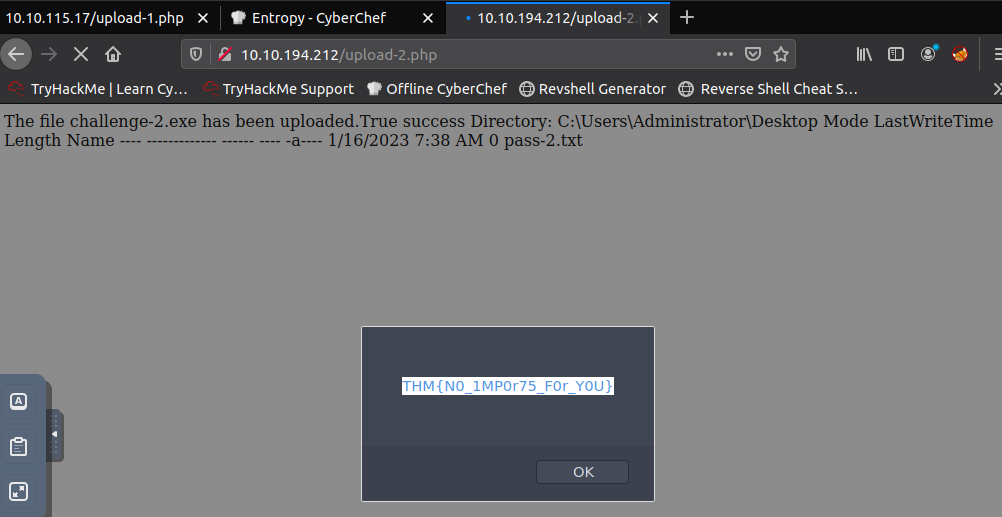 10.10.115.17/upload-1.php
Entropy - CyberChef
10.10.194.212/upload-2.
10.10.194.212/upload-2.php
TryHackMe | Learn Cy…
TryHackMe Support
Offline CyberChef
Revshell Generator
Reverse Shell Cheat S…
The file challenge-2.exe has been uploaded.True success Directory: C:\Users\Administrator\Desktop Mode LastWriteTime
Length Name ---- ------------- ------ ---- -a---- 1/16/2023 7:38 AM 0 pass-2.txt
THM{N0_1MP0r75_F0r_Y0U}
A
OK